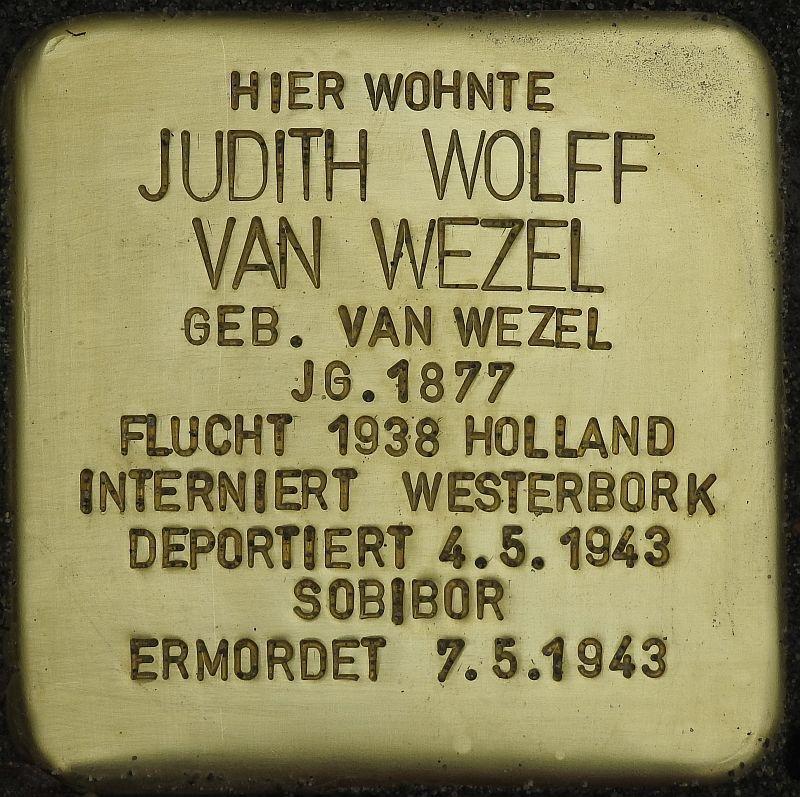 HIER WOHNTE
JUDITH WOLFF
VAN WEZEL
GEB. VAN WEZEL
JG. 1877
FLUCHT 1938 HOLLAND
INTERNIERT WESTERBORK
DEPORTIERT 4.5.1943
SOBIBOR
ERMORDET 7.5.1943